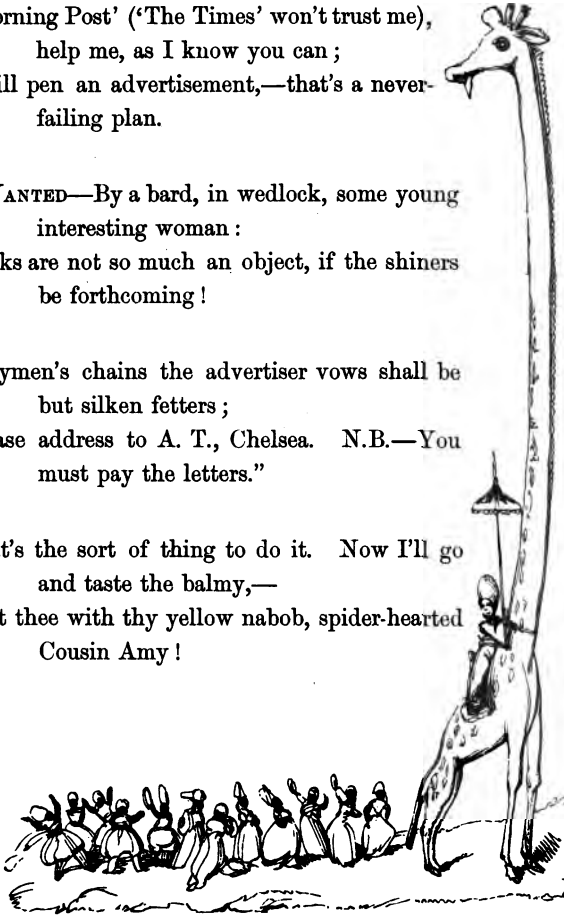 rning Post' ('The Times' won't trust me),
help me, as I know you can ;
ill pen an advertisement,—that's a never-
failing plan.
ANTED—By a bard, in wedlock, some young
interesting woman :
ks are not so much an object, if the shiners
be forthcoming !
ymen's chains the advertiser vows shall be
but silken fetters ;
ase address to A. T., Chelsea. N.B.—You
must pay the letters."
t's the sort of thing to do it. Now I'll go
and taste the balmy,—
t thee with thy yellow nabob, spider-hearted
Cousin Amy !